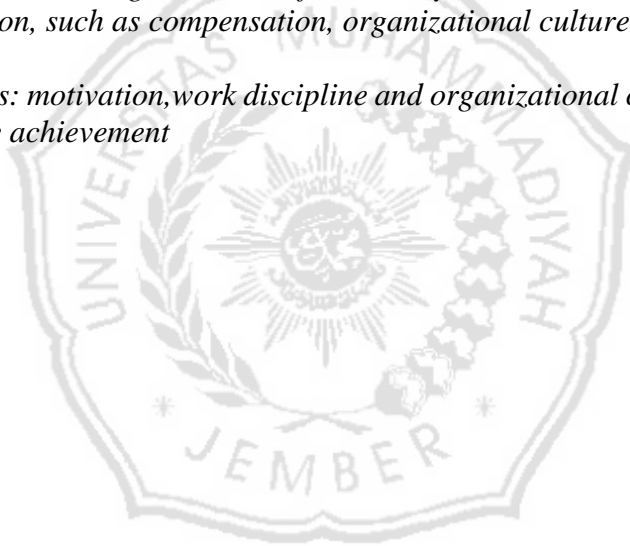 on, such as compensation, organizational culture
s: motivation,work discipline and organizational
achievement
UNIVERSITAS MUHAMMADIYAH
* JEMBER *